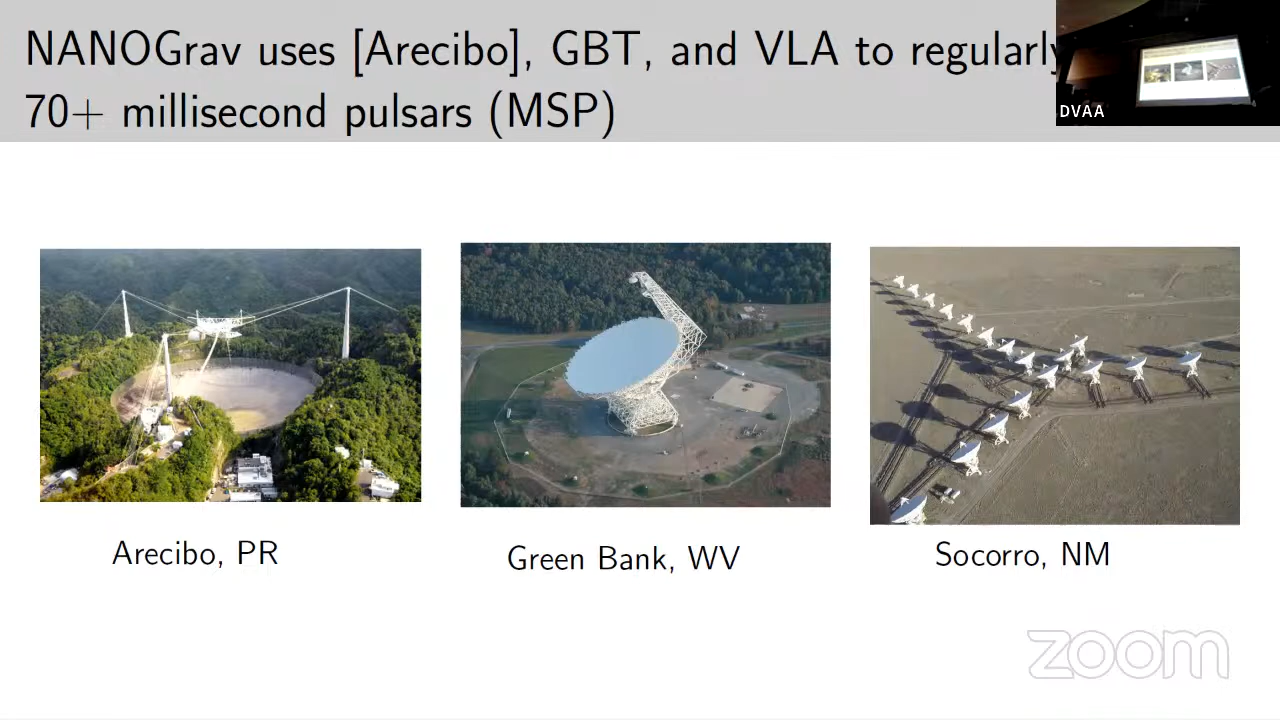 NANOGrav uses [Arecibo], GBT, and VLA to regularly
70+ millisecond pulsars (MSP)
DVAA
Arecibo, PR
Green Bank, WV
Socorro, NM
zoom